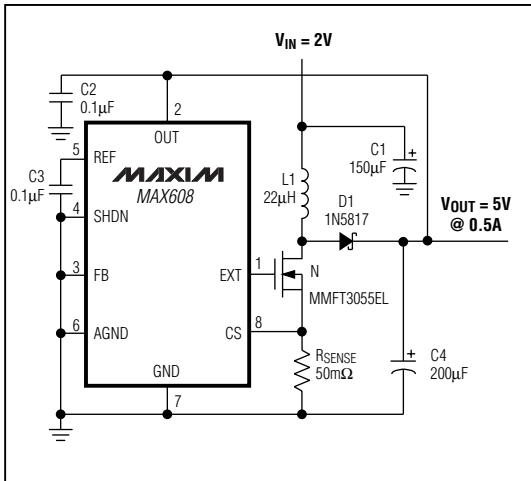 VIN = 2V
C2
0.1µF
2
OUT
C1
150µF
5
REF
MAXIM
MAX608
L1
22µH
C3
0.1µF
4
SHDN
D1
1N5817
VOUT = 5V
@ 0.5A
3
FB
EXT
1
N
MMFT3055EL
6
AGND
CS
8
RSENSE
50mΩ
C4
200µF
GND
7